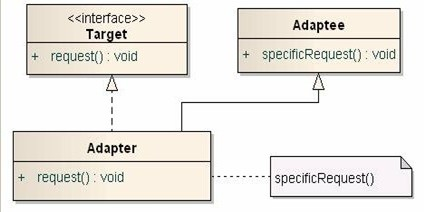 <<interface>>
Target
+ request() : void
Adaptee
+ specificRequest() : void
Adapter
+ request() : void
specificRequest()